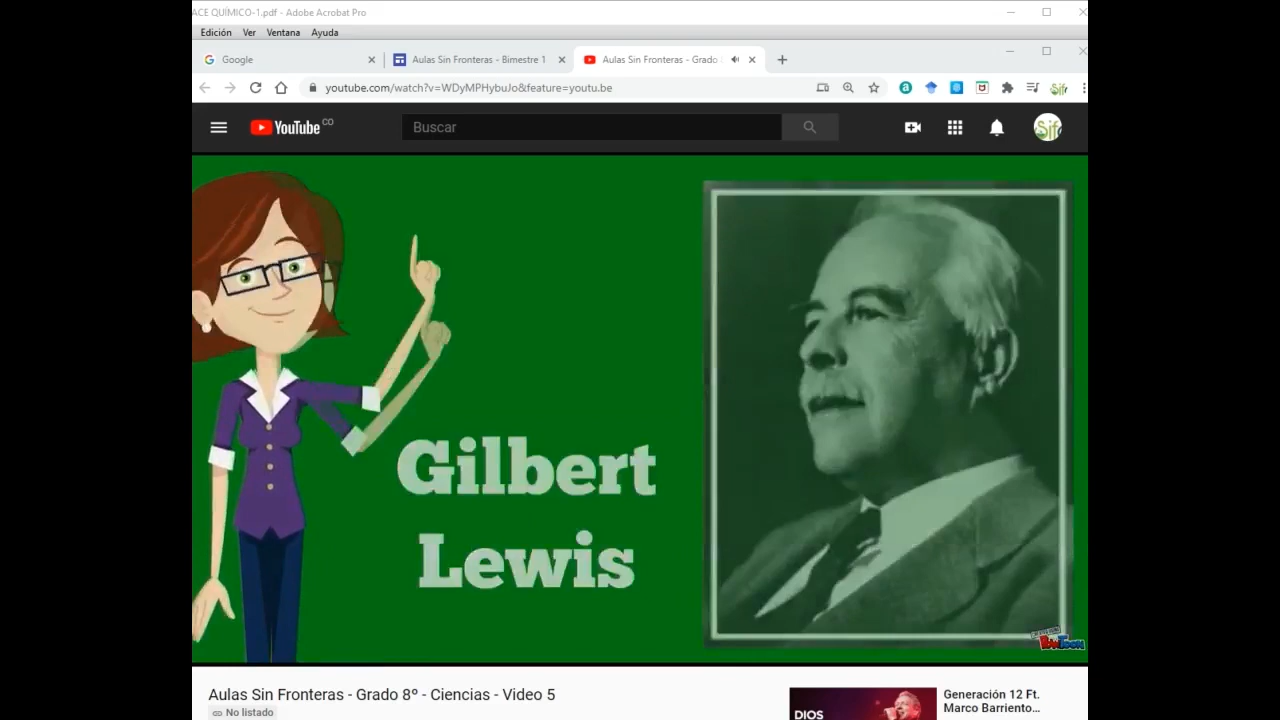 ACE QUÍMICO-1.pdf - Adobe Acrobat Pro
Edición Ver Ventana Ayuda
Google
Aulas Sin Fronteras - Bimestre 1
Aulas Sin Fronteras - Grado
youtube.com/watch?v=WDyMPHybuJo&feature=youtu.be
YouTube CO
Buscar
Gilbert
Lewis
Aulas Sin Fronteras - Grado 8º - Ciencias - Video 5
No listado
DIOS
Generación 12 Ft.
Marco Barriento...